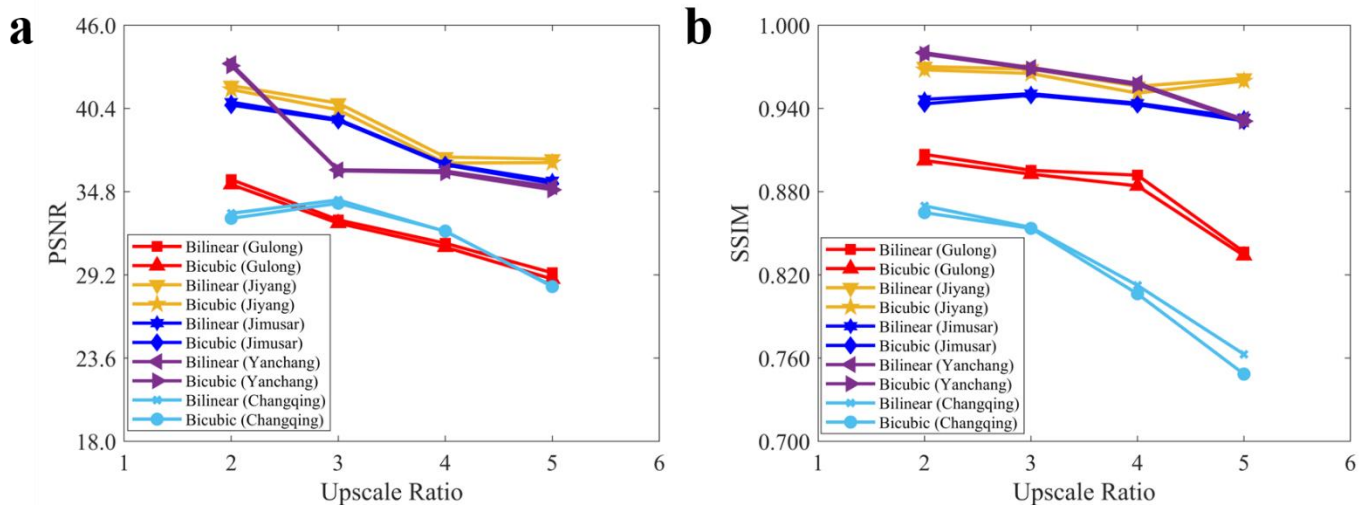 a
46.0
40.4
34.8
29.2
23.6
18.0
PSNR
Bilinear (Gulong)
Bicubic (Gulong)
Bilinear (Jiyang)
Bicubic (Jiyang)
Bilinear (Jimusar)
Bicubic (Jimusar)
Bilinear (Yanchang)
Bicubic (Yanchang)
Bilinear (Changqing)
Bicubic (Changqing)
1 2 3 4 5 6
Upscale Ratio
b
1.000
0.940
0.880
0.820
0.760
0.700
SSIM
Bilinear (Gulong)
Bicubic (Gulong)
Bilinear (Jiyang)
Bicubic (Jiyang)
Bilinear (Jimusar)
Bicubic (Jimusar)
Bilinear (Yanchang)
Bicubic (Yanchang)
Bilinear (Changqing)
Bicubic (Changqing)
1 2 3 4 5 6
Upscale Ratio